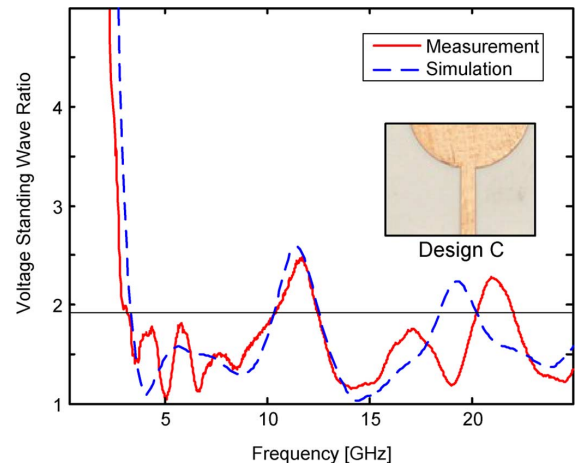 Voltage Standing Wave Ratio
4
3
2
1
Measurement
Simulation
Design C
5
10
15
20
Frequency [GHz]